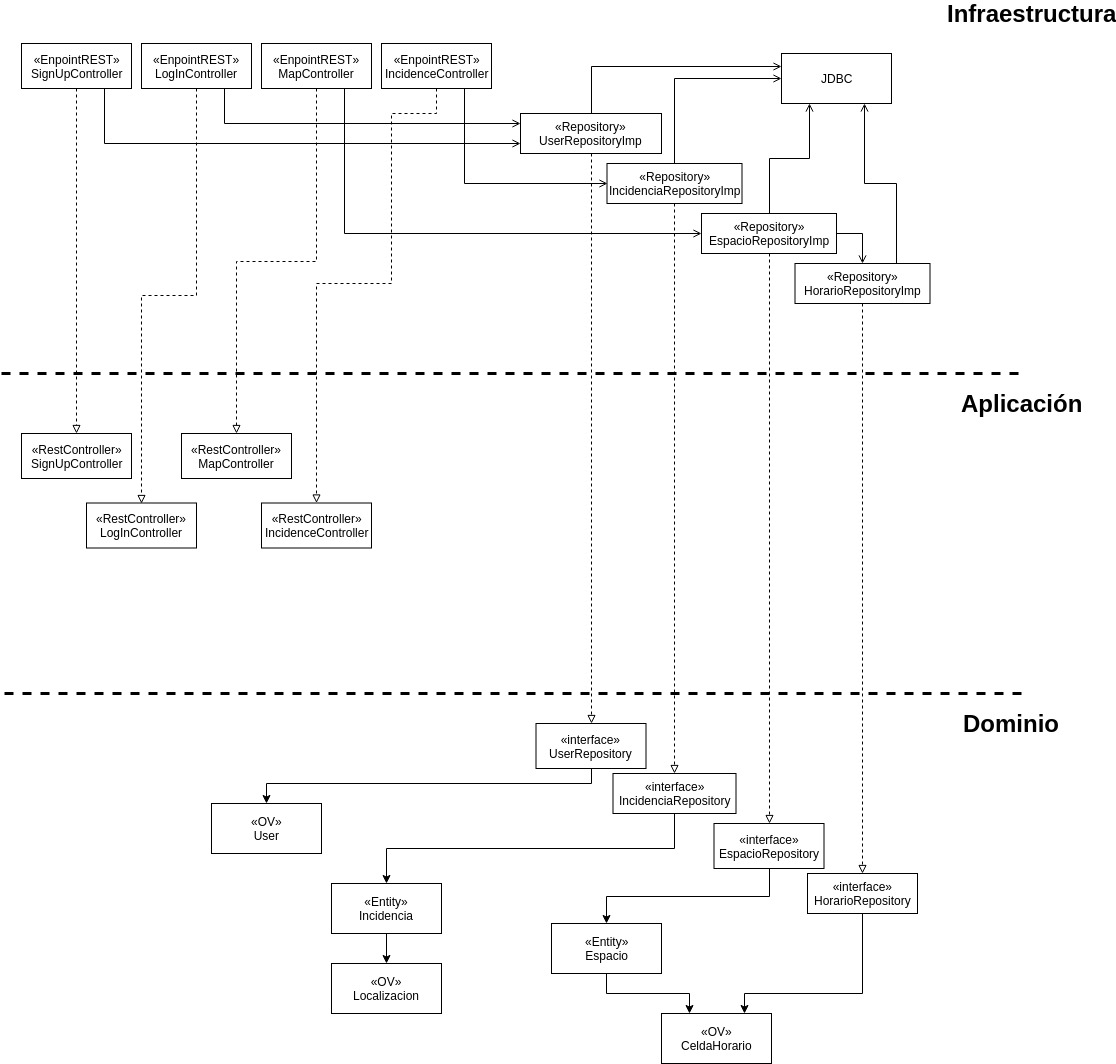 Infraestructura
«EnpointREST»
SignUpController
«EnpointREST»
LogInController
«EnpointREST»
MapController
«EnpointREST»
IncidenceController
JDBC
«Repository»
UserRepositoryImp
«Repository»
IncidenciaRepositoryImp
«Repository»
EspacioRepositoryImp
«Repository»
HorarioRepositoryImp
Aplicación
«RestController»
SignUpController
«RestController»
MapController
«RestController»
LogInController
«RestController»
IncidenceController
Dominio
«interface»
UserRepository
«interface»
IncidenciaRepository
«OV»
User
«interface»
EspacioRepository
«Entity»
Incidencia
«interface»
HorarioRepository
«Entity»
Espacio
«OV»
Localizacion
«OV»
CeldaHorario